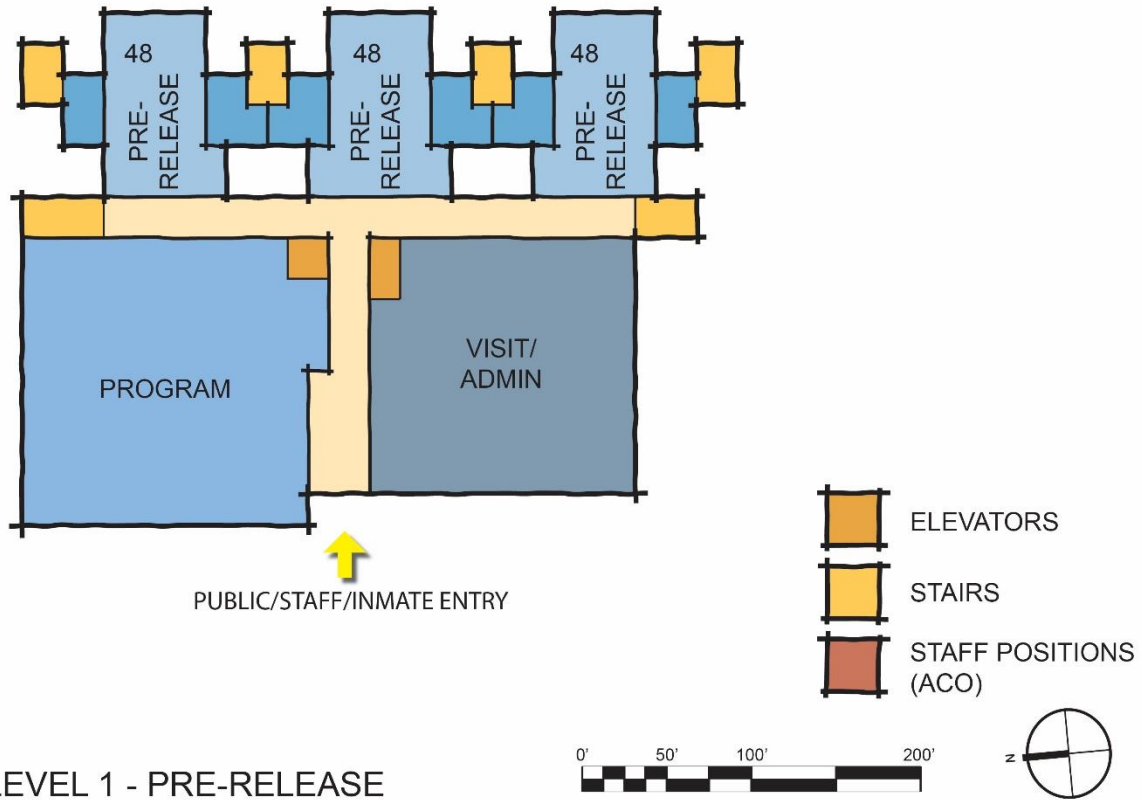 48
PRE-
RELEASE
48
PRE-
RELEASE
48
PRE-
RELEASE
PROGRAM
VISIT/
ADMIN
PUBLIC/STAFF/INMATE ENTRY
ELEVATORS
STAIRS
STAFF POSITIONS
(ACO)
LEVEL 1 - PRE-RELEASE
0' 50' 100' 200'
N